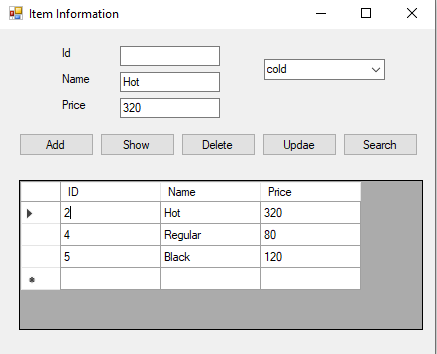 Item Information
Id
cold
Name Hot
Price 320
Add Show Delete Updae Search
ID Name Price
2 Hot 320
4 Regular 80
5 Black 120